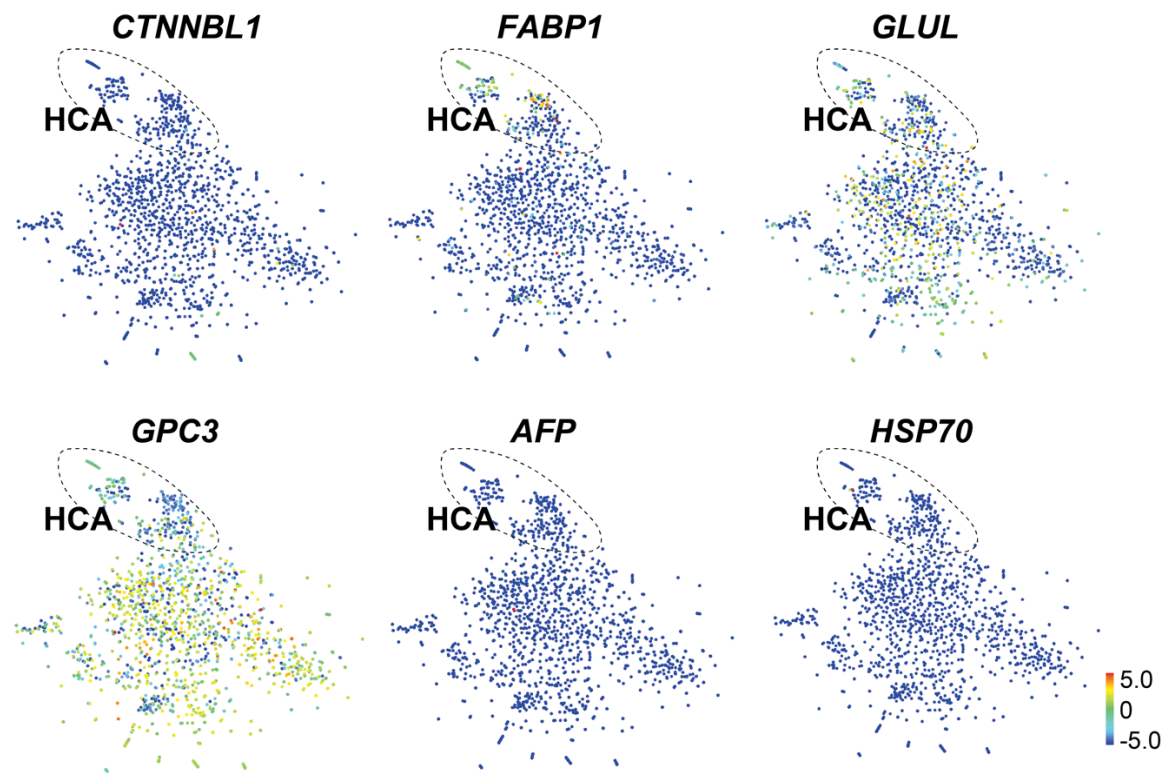 CTNNBL1
FABP1
GLUL
HCA
HCA
HCA
GPC3
AFP
HSP70
HCA
HCA
HCA
5.0
0
-5.0